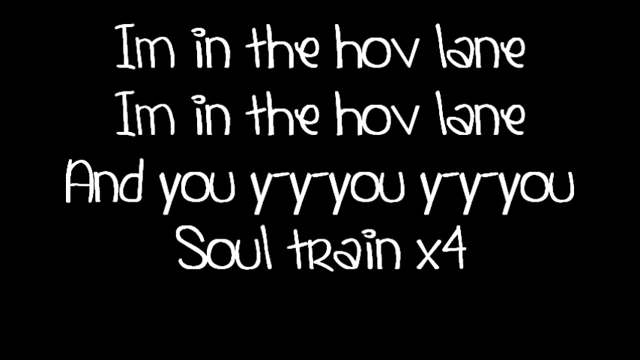 Im in the hov lane
Im in the hov lane
And you y-y-you y-y-you
Soul train x4